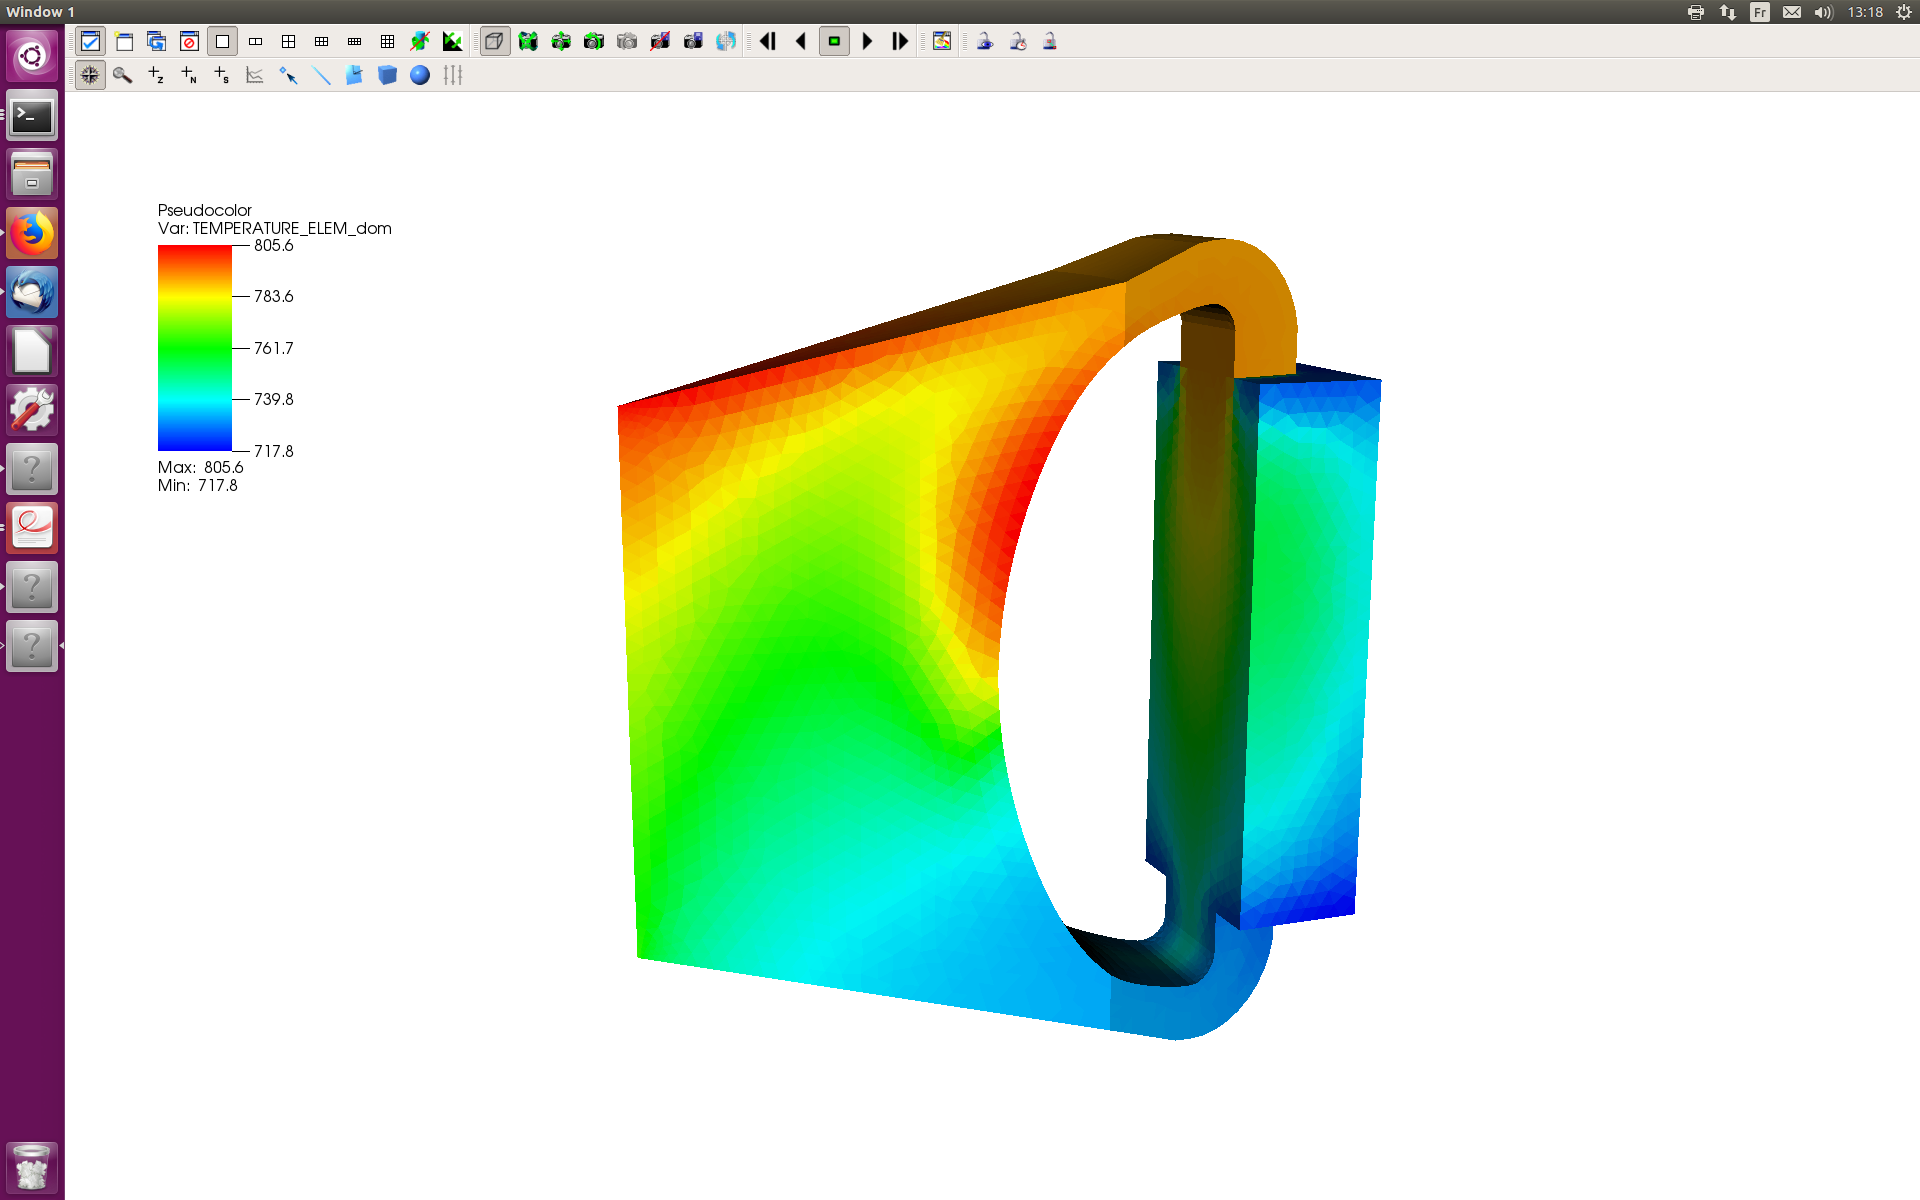 Window 1
Fr
13:18
Z
N
S
Pseudocolor
Var: TEMPERATURE_ELEM_dom
805.6
783.6
761.7
739.8
717.8
Max: 805.6
Min: 717.8